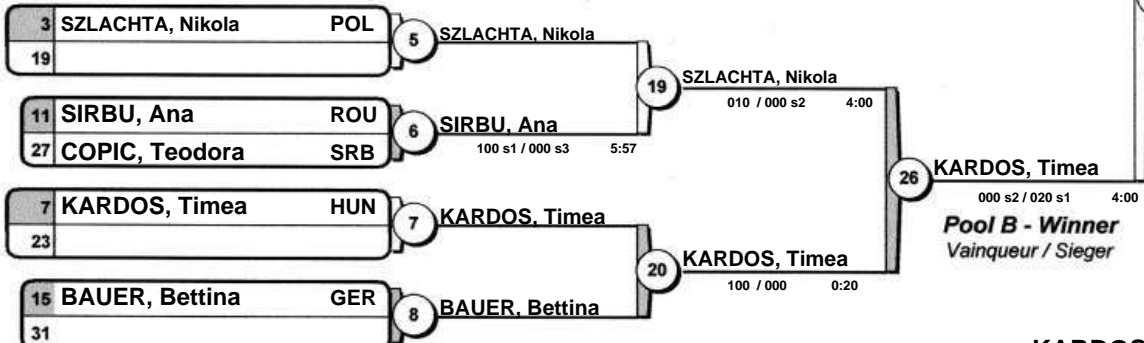 3 SZLACHTA, Nikola POL
19
5
SZLACHTA, Nikola
11 SIRBU, Ana ROU
27 COPIC, Teodora SRB
6
SIRBU, Ana
100 s1 / 000 s3 5:57
19
SZLACHTA, Nikola
010 / 000 s2 4:00
7 KARDOS, Timea HUN
23
7
KARDOS, Timea
15 BAUER, Bettina GER
31
8
BAUER, Bettina
20
KARDOS, Timea
100 / 000 0:20
26
KARDOS, Timea
000 s2 / 020 s1 4:00
Pool B - Winner
Vainqueur / Sieger